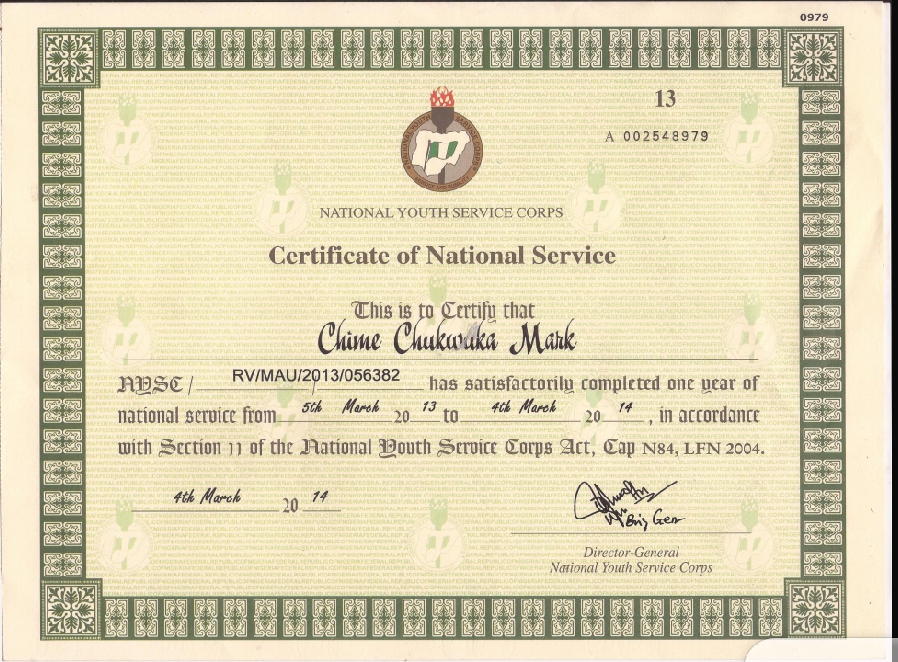 0979
13
A 002548979
NATIONAL YOUTH SERVICE CORPS
Certificate of National Service
This is to Certify that
Chime Chukwuka Mark
NYSC/ RV/MAU/2013/056382 has satisfactorily completed one year of
national service from 5th March 20 13 to 4th March 20 14, in accordance
with Section 11 of the National Youth Service Corps Act, Cap N84, LFN 2004.
4th March 20 14
Brig Gen
Director-General
National Youth Service Corps